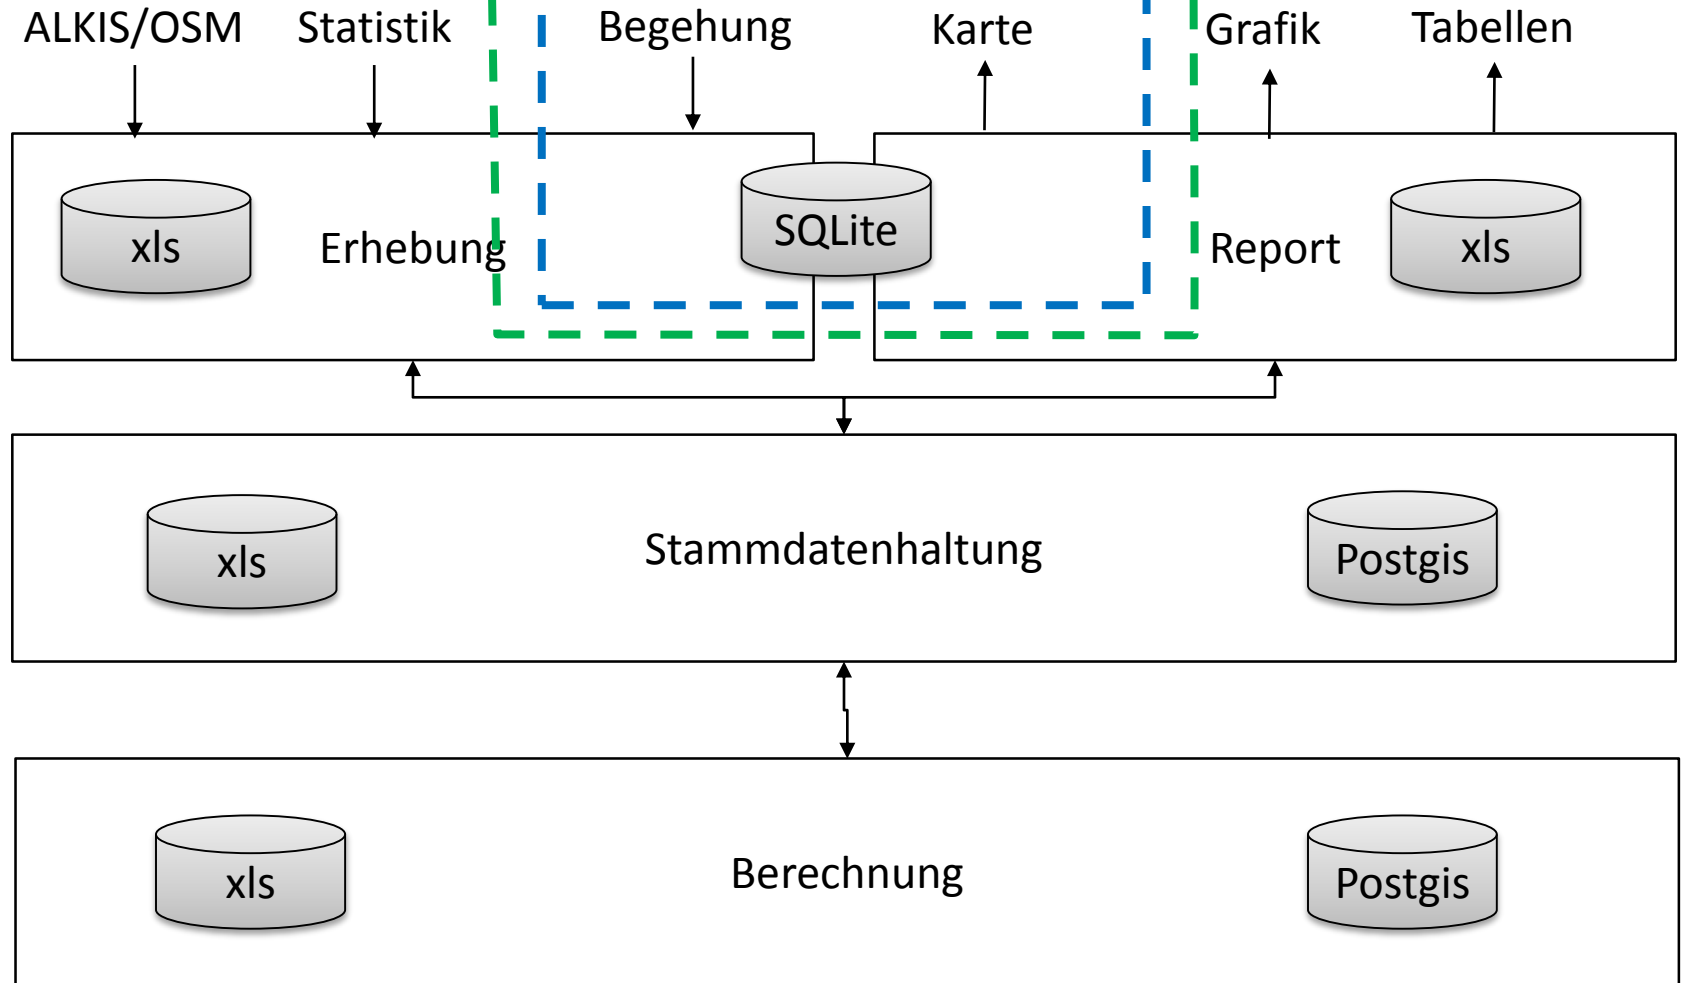 ALKIS/OSM Statistik Begehung Karte Grafik Tabellen
xls Erhebung SQLite Report xls
xls Stammdatenhaltung Postgis
xls Berechnung Postgis